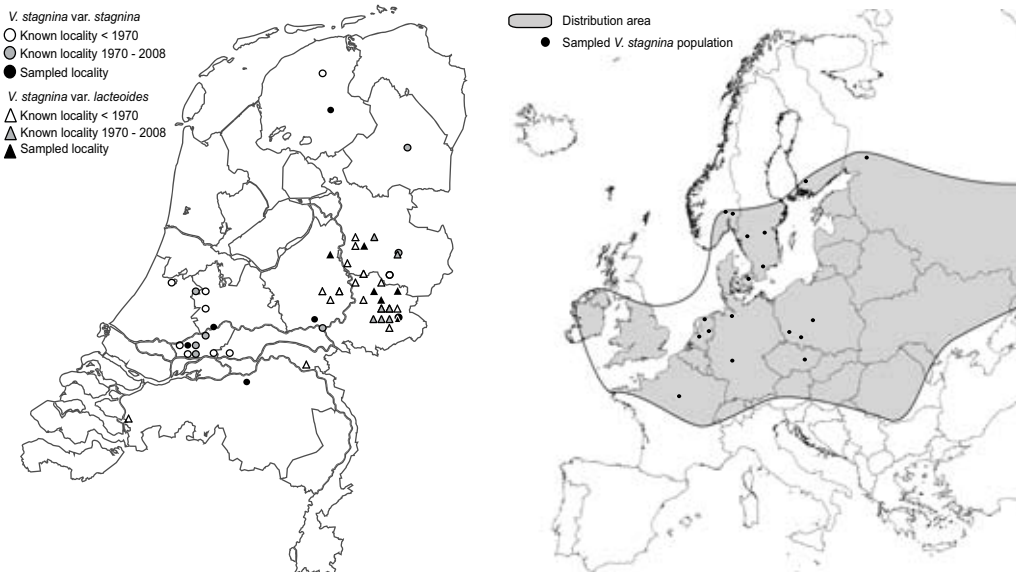 V. stagnina var. stagnina
Known locality < 1970
Known locality 1970 - 2008
Sampled locality
V. stagnina var. lacteoides
Known locality < 1970
Known locality 1970 - 2008
Sampled locality
Distribution area
Sampled V. stagnina population